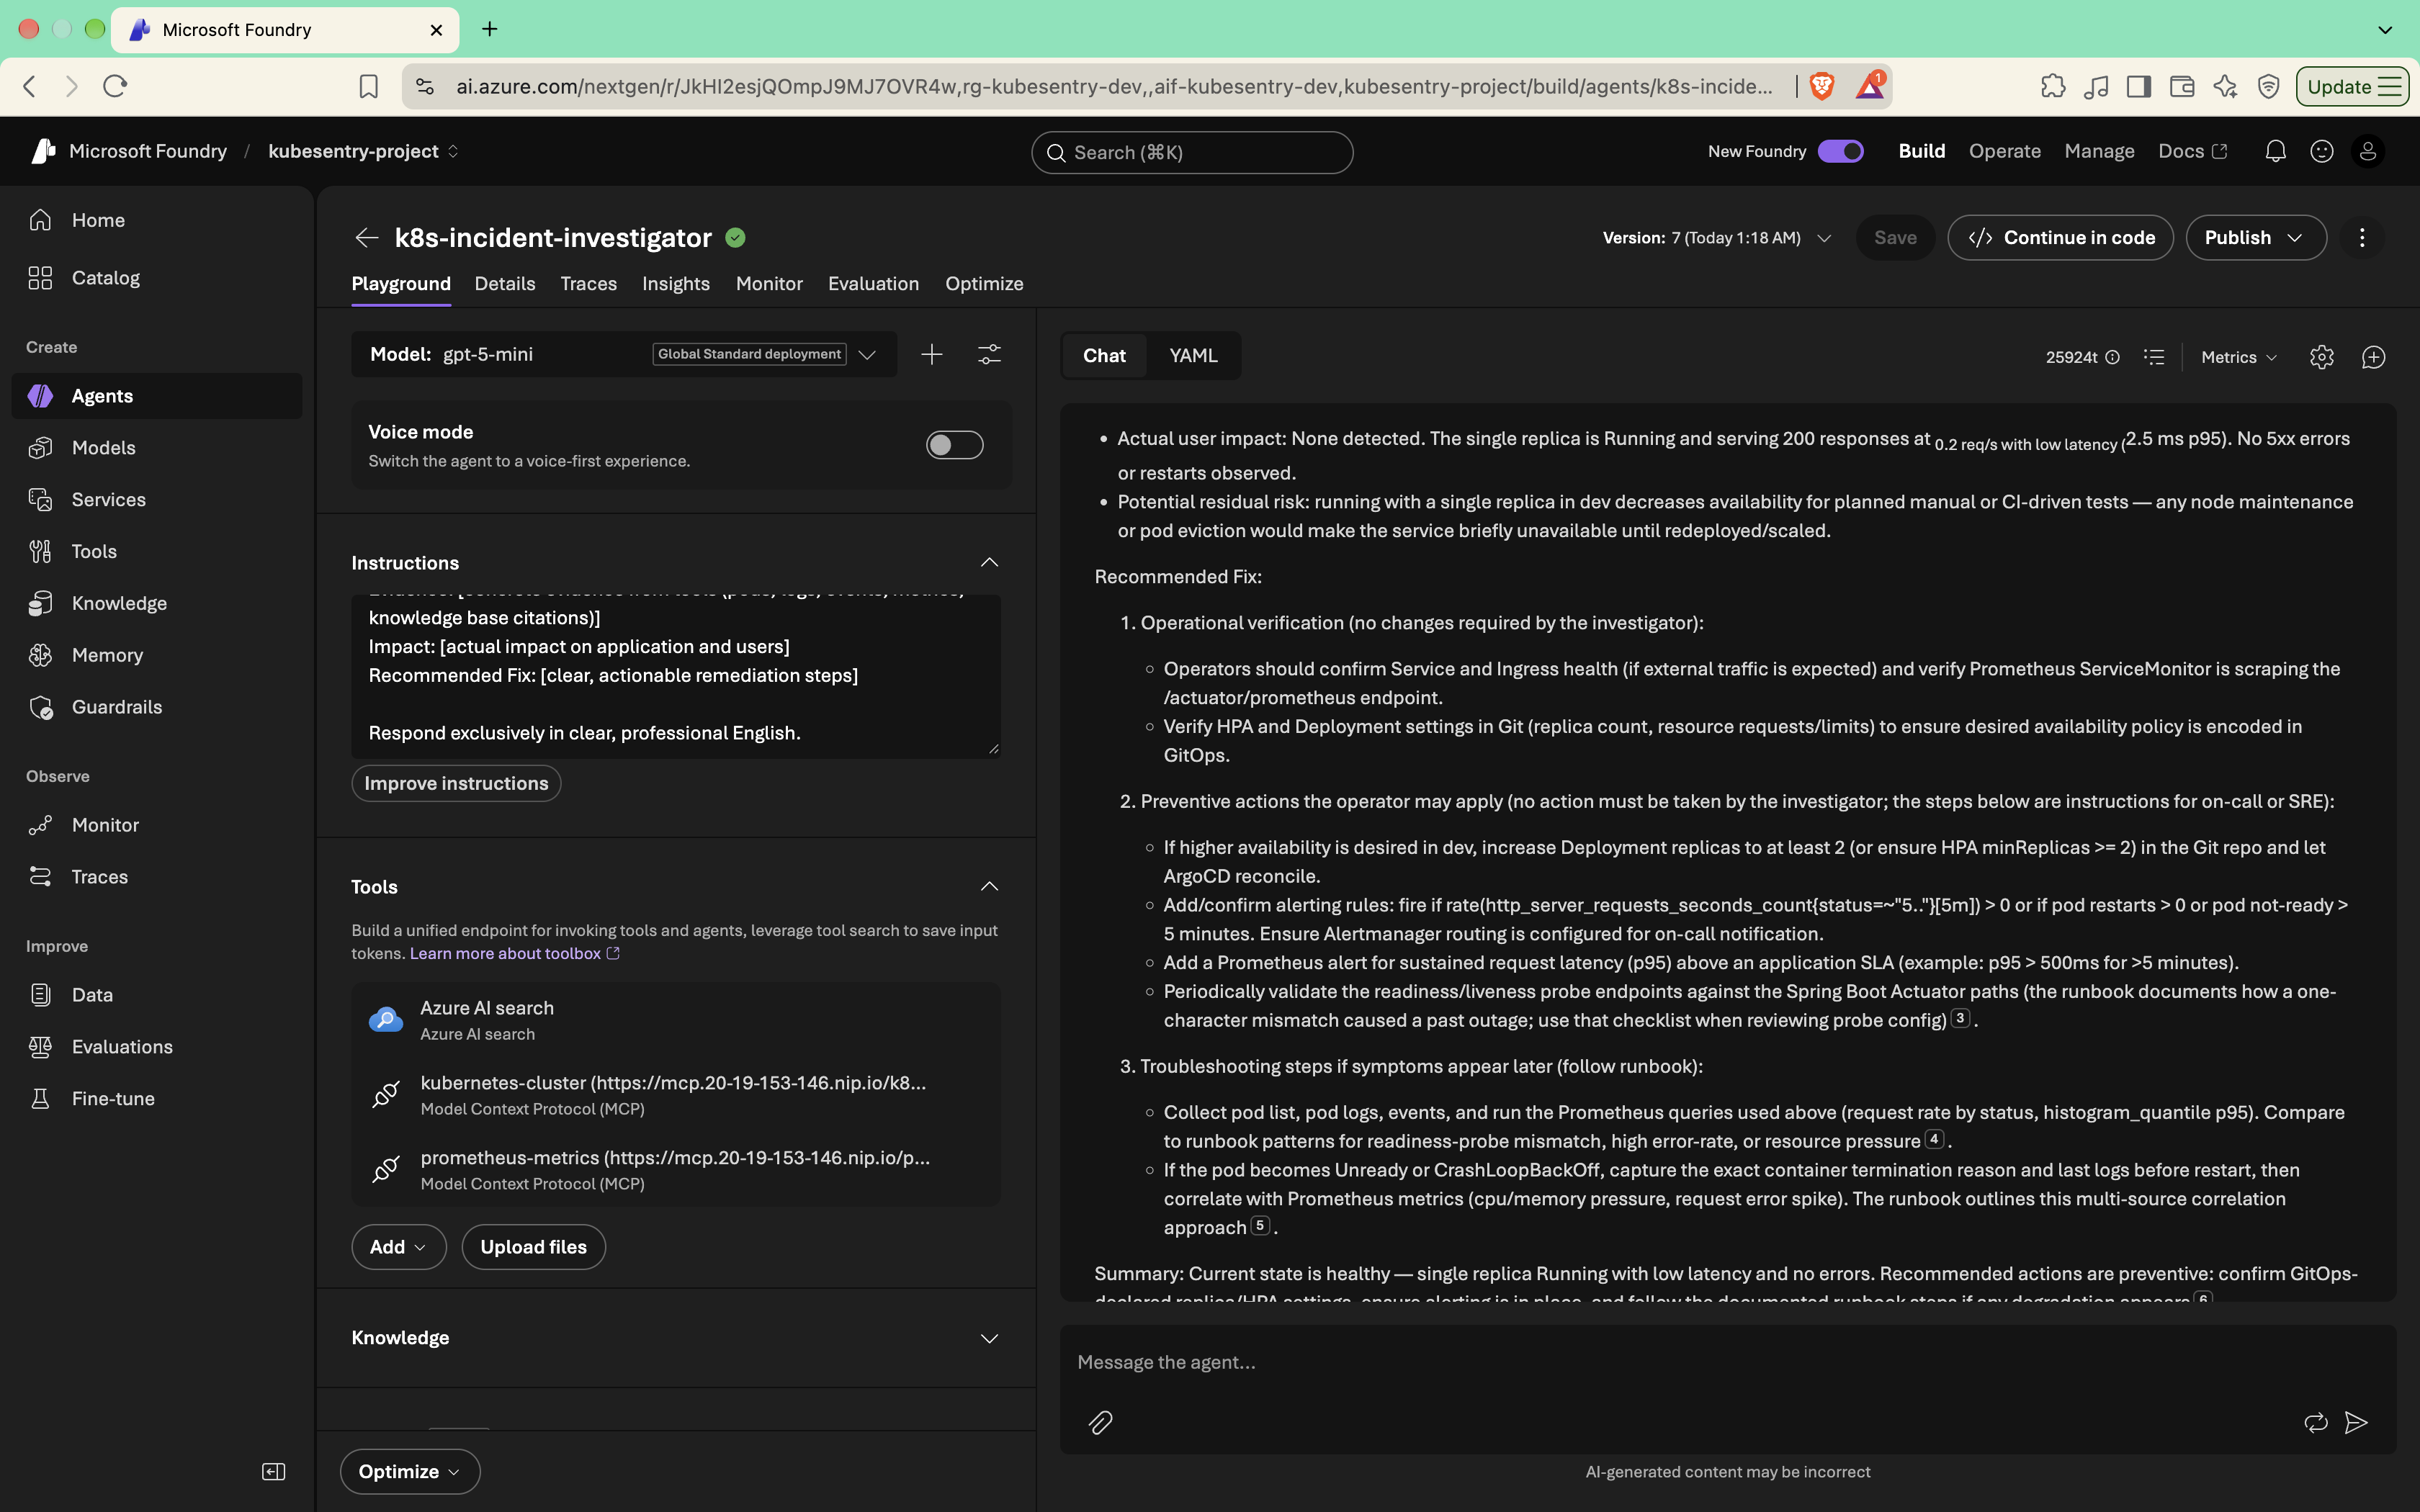 Microsoft Foundry
ai.azure.com/nextgen/r/JkHI2esjQOmpJ9MJ7OVR4w,rg-kubesentry-dev,,aif-kubesentry-dev,kubesentry-project/build/agents/k8s-incide...
1
Update
Microsoft Foundry / kubesentry-project
Search (⌘K)
New Foundry
Build
Operate
Manage
Docs
Home
Catalog
Create
Agents
Models
Services
Tools
Knowledge
Memory
Guardrails
Observe
Monitor
Traces
Improve
Data
Evaluations
Fine-tune
k8s-incident-investigator
Version: 7 (Today 1:18 AM)
Save
Continue in code
Publish
Playground
Details
Traces
Insights
Monitor
Evaluation
Optimize
Model: gpt-5-mini
Global Standard deployment
Voice mode
Switch the agent to a voice-first experience.
Instructions
knowledge base citations)]
Impact: [actual impact on application and users]
Recommended Fix: [clear, actionable remediation steps]
Respond exclusively in clear, professional English.
Improve instructions
Tools
Build a unified endpoint for invoking tools and agents, leverage tool search to save input
tokens. Learn more about toolbox
Azure AI search
Azure AI search
kubernetes-cluster (https://mcp.20-19-153-146.nip.io/k8...
Model Context Protocol (MCP)
prometheus-metrics (https://mcp.20-19-153-146.nip.io/p...
Model Context Protocol (MCP)
Add
Upload files
Knowledge
Optimize
Chat
YAML
25924t
Metrics
• Actual user impact: None detected. The single replica is Running and serving 200 responses at 0.2 req/s with low latency (2.5 ms p95). No 5xx errors
or restarts observed.
• Potential residual risk: running with a single replica in dev decreases availability for planned manual or CI-driven tests — any node maintenance
or pod eviction would make the service briefly unavailable until redeployed/scaled.
Recommended Fix:
1. Operational verification (no changes required by the investigator):
◦ Operators should confirm Service and Ingress health (if external traffic is expected) and verify Prometheus ServiceMonitor is scraping the
/actuator/prometheus endpoint.
◦ Verify HPA and Deployment settings in Git (replica count, resource requests/limits) to ensure desired availability policy is encoded in
GitOps.
2. Preventive actions the operator may apply (no action must be taken by the investigator; the steps below are instructions for on-call or SRE):
◦ If higher availability is desired in dev, increase Deployment replicas to at least 2 (or ensure HPA minReplicas >= 2) in the Git repo and let
ArgoCD reconcile.
◦ Add/confirm alerting rules: fire if rate(http_server_requests_seconds_count{status=~"5.."}[5m]) > 0 or if pod restarts > 0 or pod not-ready >
5 minutes. Ensure Alertmanager routing is configured for on-call notification.
◦ Add a Prometheus alert for sustained request latency (p95) above an application SLA (example: p95 > 500ms for >5 minutes).
◦ Periodically validate the readiness/liveness probe endpoints against the Spring Boot Actuator paths (the runbook documents how a one-
character mismatch caused a past outage; use that checklist when reviewing probe config) 3 .
3. Troubleshooting steps if symptoms appear later (follow runbook):
◦ Collect pod list, pod logs, events, and run the Prometheus queries used above (request rate by status, histogram_quantile p95). Compare
to runbook patterns for readiness-probe mismatch, high error-rate, or resource pressure 4 .
◦ If the pod becomes Unready or CrashLoopBackOff, capture the exact container termination reason and last logs before restart, then
correlate with Prometheus metrics (cpu/memory pressure, request error spike). The runbook outlines this multi-source correlation
approach 5 .
Summary: Current state is healthy — single replica Running with low latency and no errors. Recommended actions are preventive: confirm GitOps-
declared replica/HPA settings, ensure alerting is in place, and follow the documented runbook steps if any degradation appears 6 .
Message the agent...
AI-generated content may be incorrect